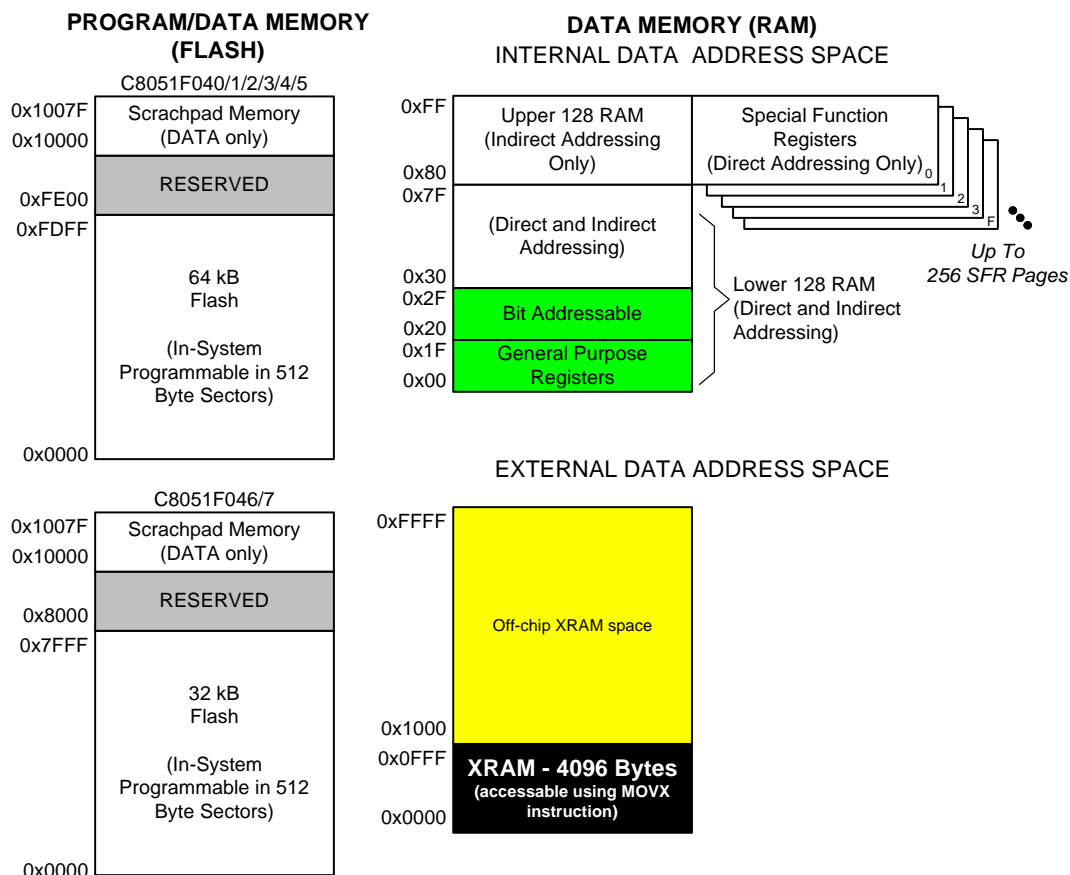 PROGRAM/DATA MEMORY
(FLASH)
C8051F040/1/2/3/4/5
0x1007F
Scrachpad Memory
0x10000
(DATA only)
RESERVED
0xFE00
0xFDFF
64 kB
Flash
(In-System
Programmable in 512
Byte Sectors)
0x0000
C8051F046/7
0x1007F
Scrachpad Memory
0x10000
(DATA only)
RESERVED
0x8000
0x7FFF
32 kB
Flash
(In-System
Programmable in 512
Byte Sectors)
0x0000
DATA MEMORY (RAM)
INTERNAL DATA ADDRESS SPACE
0xFF
Upper 128 RAM
(Indirect Addressing
Only)
0x80
Special Function
Registers
(Direct Addressing Only)
0
1
2
3
F
Up To
256 SFR Pages
0x7F
(Direct and Indirect
Addressing)
0x30
0x2F
Bit Addressable
0x20
0x1F
General Purpose
Registers
0x00
Lower 128 RAM
(Direct and Indirect
Addressing)
EXTERNAL DATA ADDRESS SPACE
0xFFFF
Off-chip XRAM space
0x1000
0x0FFF
XRAM - 4096 Bytes
(accessable using MOVX
instruction)
0x0000